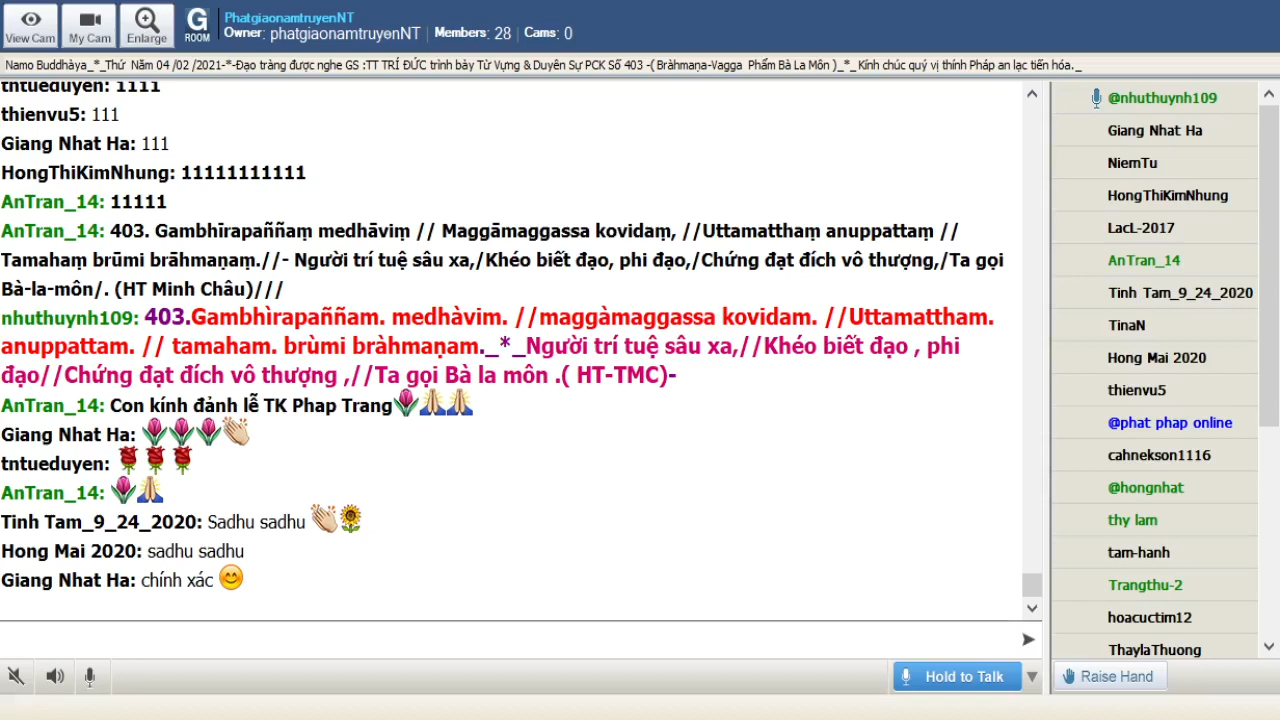 View Cam
My Cam
Enlarge
G ROOM
PhatgiaonamtruyenNT
Owner: phatgiaonamtruyenNT | Members: 28 | Cams: 0
Namo Buddhàya_*_Thứ Năm 04 /02 /2021-*-Đạo tràng được nghe GS :TT TRÍ ĐỨC trình bày Từ Vựng & Duyên Sự PCK Số 403 -( Bràhmaṇa-Vagga Phẩm Bà La Môn )_*_ Kính chúc quý vị thính Pháp an lạc tiến hóa._
tntueduyen: 1111
thienvu5: 111
Giang Nhat Ha: 111
HongThiKimNhung: 11111111111
AnTran_14: 11111
AnTran_14: 403. Gambhīrapaññaṃ medhāviṃ // Maggāmaggassa kovidaṃ, //Uttamatthaṃ anuppattaṃ //
Tamahaṃ brūmi brāhmaṇaṃ.//- Người trí tuệ sâu xa,/Khéo biết đạo, phi đạo,/Chứng đạt đích vô thượng,/Ta gọi
Bà-la-môn/. (HT Minh Châu)///
nhuthuynh109: 403.Gambhìrapaññam. medhàvim. //maggàmaggassa kovidam. //Uttamattham.
anuppattam. // tamaham. brùmi bràhmaṇam._*_Người trí tuệ sâu xa,//Khéo biết đạo , phi
đạo//Chứng đạt đích vô thượng ,//Ta gọi Bà la môn .( HT-TMC)-
AnTran_14: Con kính đảnh lễ TK Phap Trang🌷🙏🙏
Giang Nhat Ha: 🌷🌷🌷👏
tntueduyen: 🌹🌹🌹
AnTran_14: 🌷🙏
Tinh Tam_9_24_2020: Sadhu sadhu 👏🌻
Hong Mai 2020: sadhu sadhu
Giang Nhat Ha: chính xác 😊
@nhuthuynh109
Giang Nhat Ha
NiemTu
HongThiKimNhung
LacL-2017
AnTran_14
Tinh Tam_9_24_2020
TinaN
Hong Mai 2020
thienvu5
@phat phap online
cahnekson1116
@hongnhat
thy lam
tam-hanh
Trangthu-2
hoacuctim12
ThaylaThuong
Hold to Talk
Raise Hand